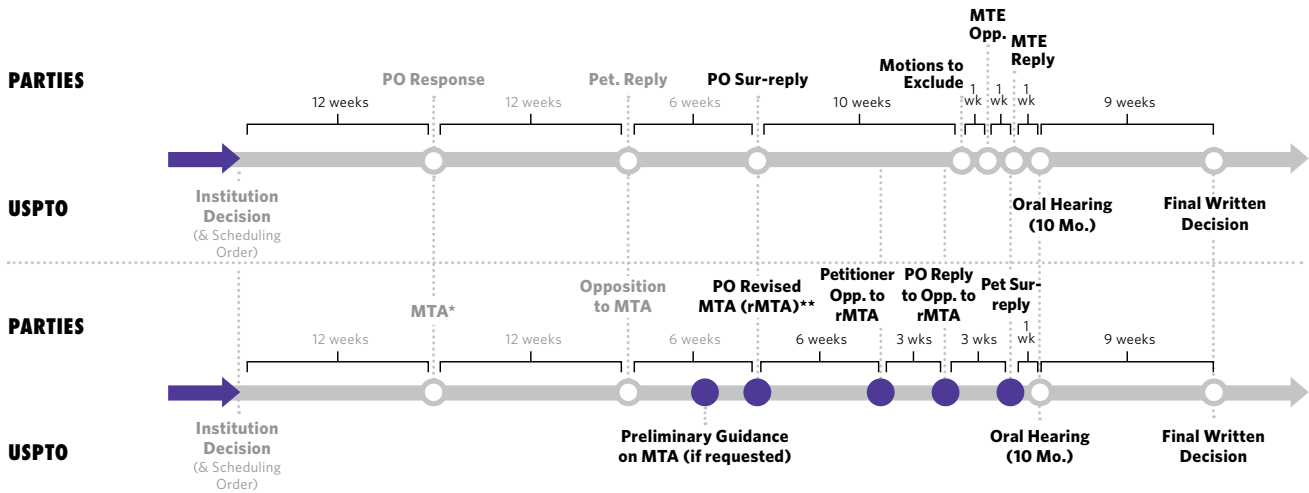 MTE
Opp.
MTE
Reply
Motions to
Exclude
PARTIES
PO Response
Pet. Reply
PO Sur-reply
12 weeks
12 weeks
6 weeks
10 weeks
1
wk
1
wk
1
wk
9 weeks
USPTO
Institution
Decision
(& Scheduling
Order)
Oral Hearing
(10 Mo.)
Final Written
Decision
PARTIES
MTA*
Opposition
to MTA
PO Revised
MTA (rMTA)**
Petitioner
Opp. to
rMTA
PO Reply
to Opp. to
rMTA
Pet Sur-
reply
12 weeks
12 weeks
6 weeks
6 weeks
3 wks
3 wks
1
wk
9 weeks
USPTO
Institution
Decision
(& Scheduling
Order)
Preliminary Guidance
on MTA (if requested)
Oral Hearing
(10 Mo.)
Final Written
Decision